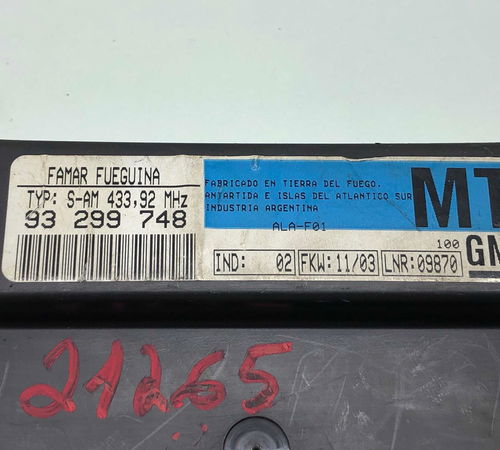 FAMAR FUEGUINA
TYP: S-AM 433,92 MHz
93 299 748
FABRICADO EN TIERRA DEL FUEGO.
ANTARTIDA E ISLAS DEL ATLANTICO SUR
INDUSTRIA ARGENTINA
ALA-F01
MT
100
GM
IND: 02 FKW: 11/03 LNR: 09870
21265